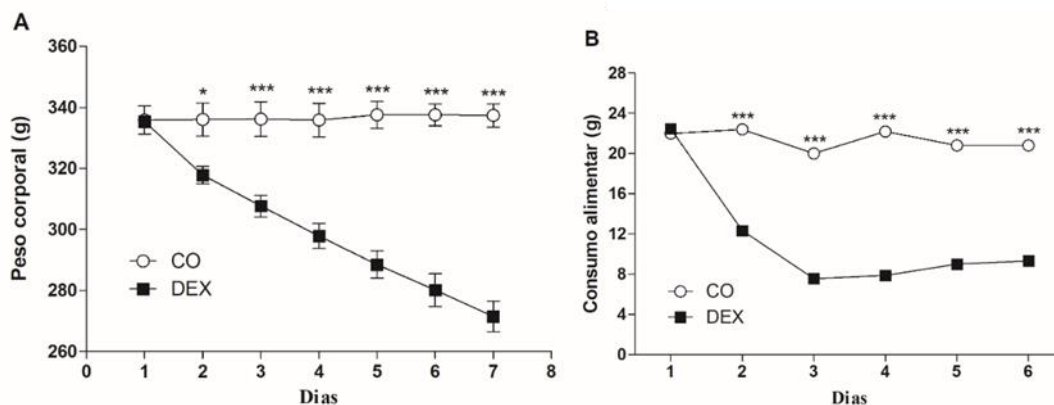 A
Peso corporal (g)
360
340
320
300
280
260
* *** *** *** *** ***
CO
DEX
0 1 2 3 4 5 6 7 8
Dias
B
Consumo alimentar (g)
28
24
20
16
12
8
4
0
*** *** *** *** ***
CO
DEX
1 2 3 4 5 6
Dias